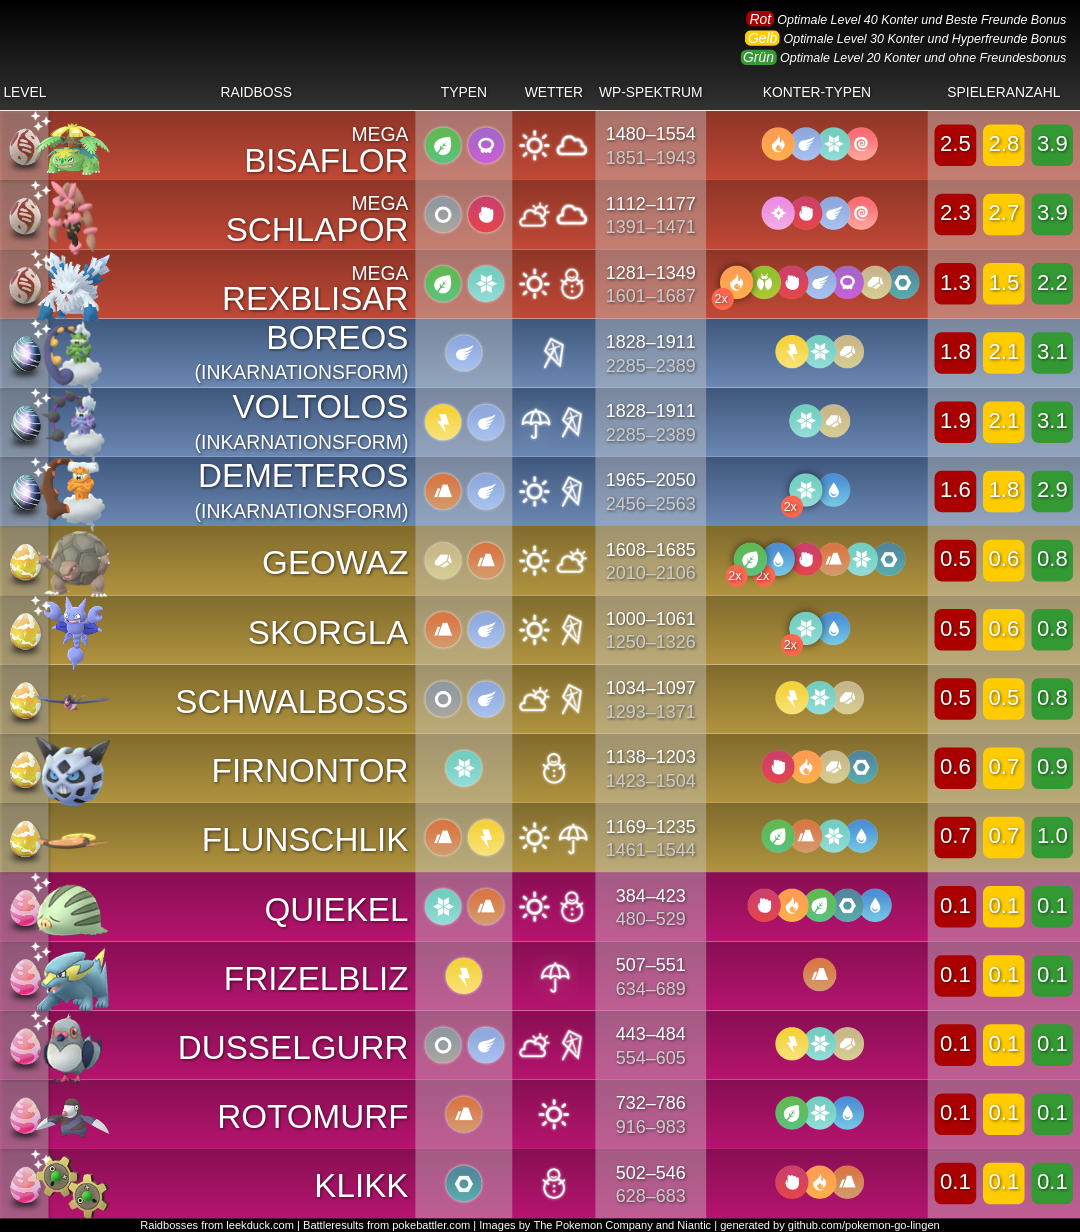 Rot Optimale Level 40 Konter und Beste Freunde Bonus
Gelb Optimale Level 30 Konter und Hyperfreunde Bonus
Grün Optimale Level 20 Konter und ohne Freundesbonus
LEVEL RAIDBOSS TYPEN WETTER WP-SPEKTRUM KONTER-TYPEN SPIELERANZAHL
MEGA
BISAFLOR
1480–1554
1851–1943
2.5 2.8 3.9
MEGA
SCHLAPOR
1112–1177
1391–1471
2.3 2.7 3.9
MEGA
REXBLISAR
1281–1349
1601–1687
2x
1.3 1.5 2.2
BOREOS
(INKARNATIONSFORM)
1828–1911
2285–2389
1.8 2.1 3.1
VOLTOLOS
(INKARNATIONSFORM)
1828–1911
2285–2389
1.9 2.1 3.1
DEMETEROS
(INKARNATIONSFORM)
1965–2050
2456–2563
2x
1.6 1.8 2.9
GEOWAZ
1608–1685
2010–2106
2x 2x
0.5 0.6 0.8
SKORGLA
1000–1061
1250–1326
2x
0.5 0.6 0.8
SCHWALBOSS
1034–1097
1293–1371
0.5 0.5 0.8
FIRNONTOR
1138–1203
1423–1504
0.6 0.7 0.9
FLUNSCHLIK
1169–1235
1461–1544
0.7 0.7 1.0
QUIEKEL
384–423
480–529
0.1 0.1 0.1
FRIZELBLIZ
507–551
634–689
0.1 0.1 0.1
DUSSELGURR
443–484
554–605
0.1 0.1 0.1
ROTOMURF
732–786
916–983
0.1 0.1 0.1
KLIKK
502–546
628–683
0.1 0.1 0.1
Raidbosses from leekduck.com | Battleresults from pokebattler.com | Images by The Pokemon Company and Niantic | generated by github.com/pokemon-go-lingen